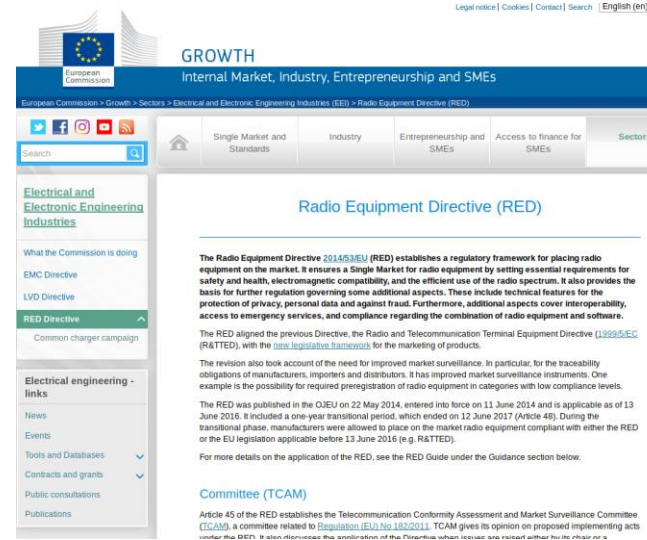 Legal notice | Cookies | Contact | Search English (en)
European
Commission
GROWTH
Internal Market, Industry, Entrepreneurship and SMEs
European Commission > Growth > Sectors > Electrical and Electronic Engineering Industries (EEI) > Radio Equipment Directive (RED)
Search
Single Market and
Standards
Industry
Entrepreneurship and
SMEs
Access to finance for
SMEs
Sectors
Electrical and
Electronic Engineering
Industries
What the Commission is doing
EMC Directive
LVD Directive
RED Directive
Common charger campaign
Electrical engineering -
links
News
Events
Tools and Databases
Contracts and grants
Public consultations
Publications
Radio Equipment Directive (RED)
The Radio Equipment Directive 2014/53/EU (RED) establishes a regulatory framework for placing radio
equipment on the market. It ensures a Single Market for radio equipment by setting essential requirements for
safety and health, electromagnetic compatibility, and the efficient use of the radio spectrum. It also provides the
basis for further regulation governing some additional aspects. These include technical features for the
protection of privacy, personal data and against fraud. Furthermore, additional aspects cover interoperability,
access to emergency services, and compliance regarding the combination of radio equipment and software.
The RED aligned the previous Directive, the Radio and Telecommunication Terminal Equipment Directive (1999/5/EC
(R&TTED), with the new legislative framework for the marketing of products.
The revision also took account of the need for improved market surveillance. In particular, for the traceability
obligations of manufacturers, importers and distributors. It has improved market surveillance instruments. One
example is the possibility for required preregistration of radio equipment in categories with low compliance levels.
The RED was published in the OJEU on 22 May 2014, entered into force on 11 June 2014 and is applicable as of 13
June 2016. It included a one-year transitional period, which ended on 12 June 2017 (Article 48). During the
transitional phase, manufacturers were allowed to place on the market radio equipment compliant with either the RED
or the EU legislation applicable before 13 June 2016 (e.g. R&TTED).
For more details on the application of the RED, see the RED Guide under the Guidance section below.
Committee (TCAM)
Article 45 of the RED establishes the Telecommunication Conformity Assessment and Market Surveillance Committee
(TCAM), a committee related to Regulation (EU) No 182/2011. TCAM gives its opinion on proposed implementing acts
under the RED. It also discusses the application of the Directive when issues are raised either by its chair or a